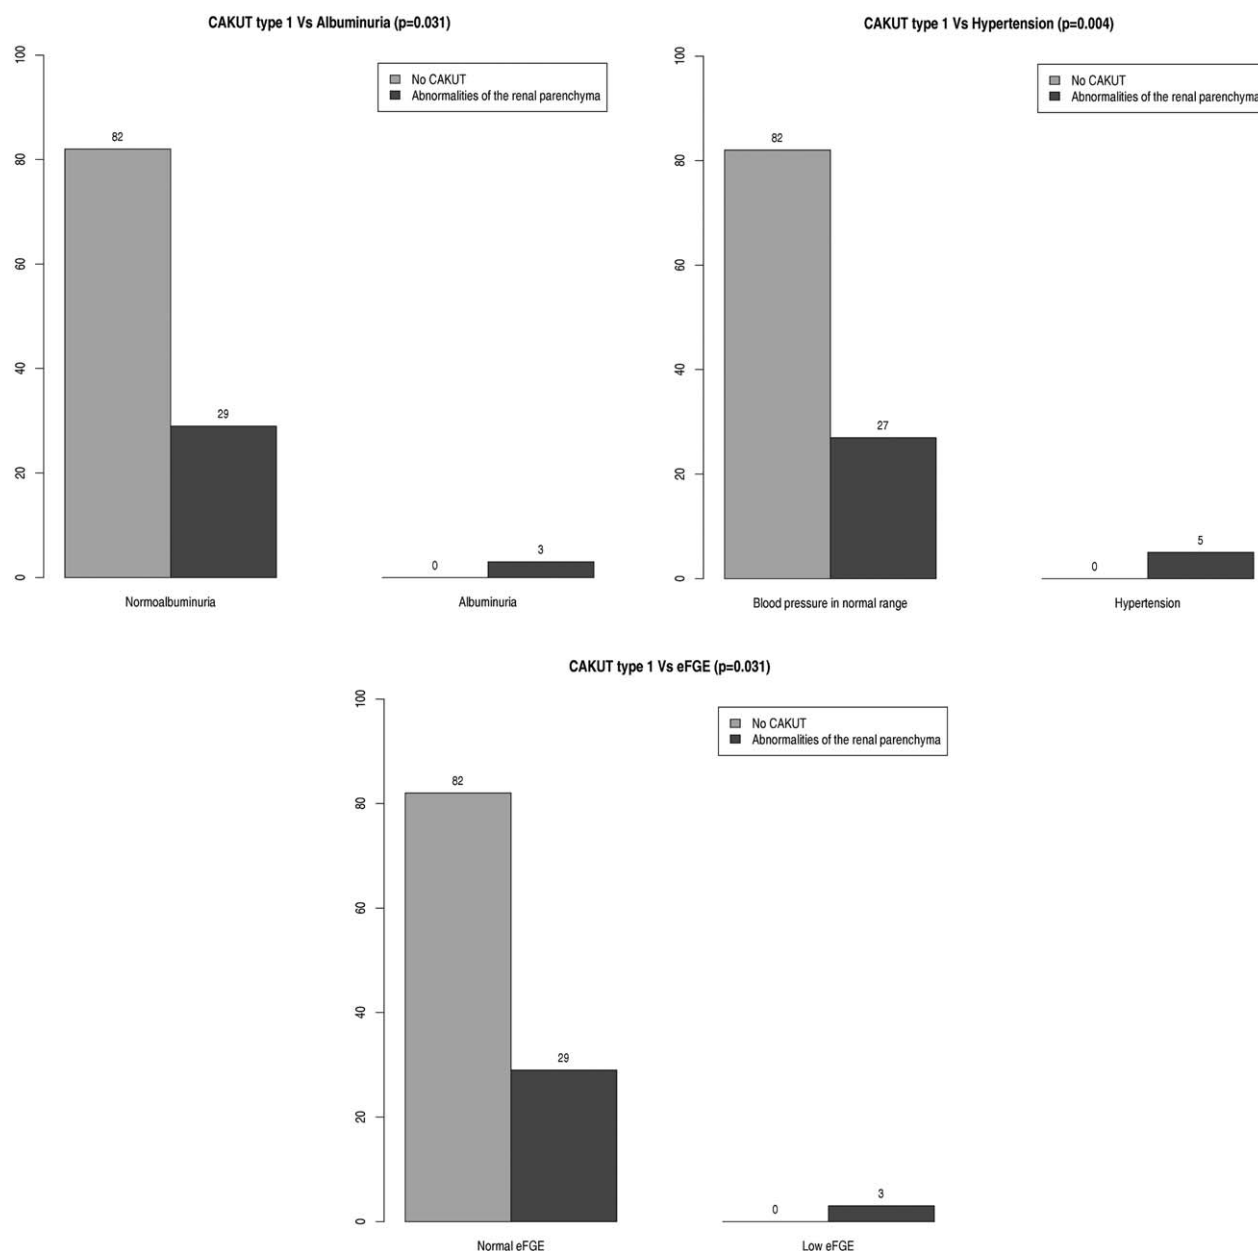 CAKUT type 1 Vs Albuminuria (p=0.031)
No CAKUT
Abnormalities of the renal parenchyma
100
80
60
40
20
0
82
29
0
3
Normoalbuminuria
Albuminuria
CAKUT type 1 Vs Hypertension (p=0.004)
No CAKUT
Abnormalities of the renal parenchyma
100
80
60
40
20
0
82
27
0
5
Blood pressure in normal range
Hypertension
CAKUT type 1 Vs eFGE (p=0.031)
No CAKUT
Abnormalities of the renal parenchyma
100
80
60
40
20
0
82
29
0
3
Normal eFGE
Low eFGE